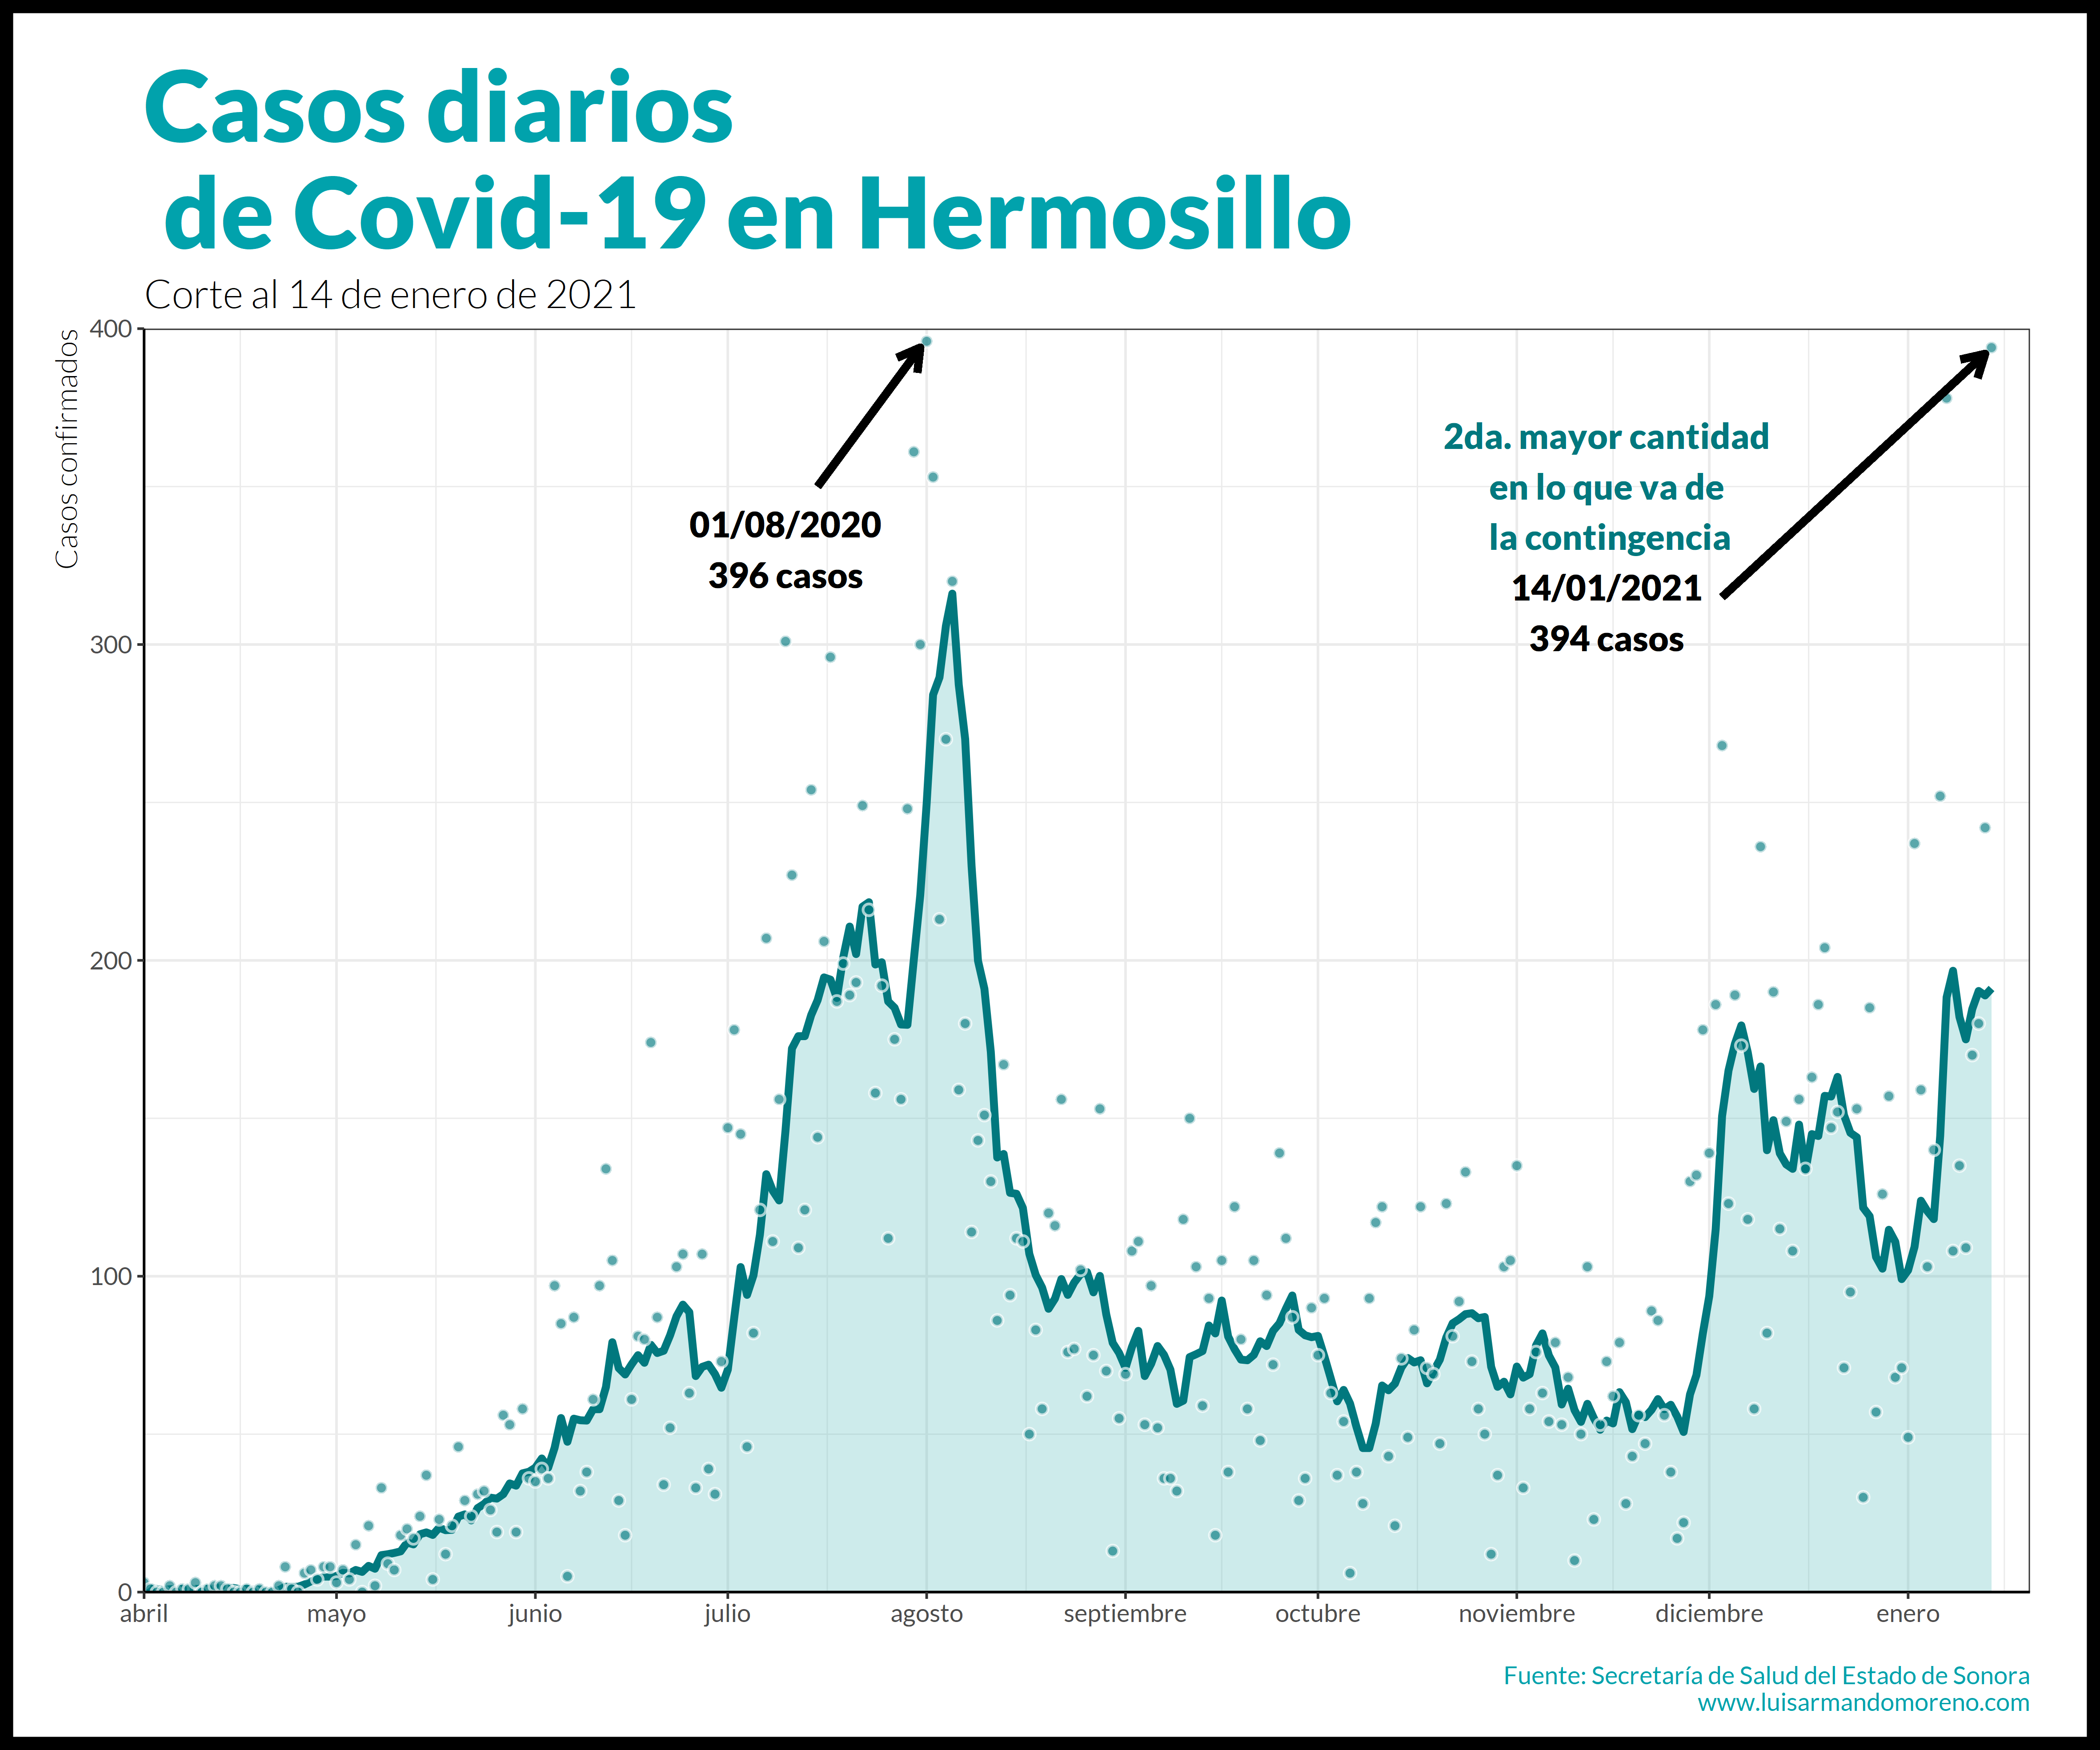 Casos diarios
de Covid-19 en Hermosillo
Corte al 14 de enero de 2021
Casos confirmados
400
300
200
100
0
01/08/2020
396 casos
2da. mayor cantidad
en lo que va de
la contingencia
14/01/2021
394 casos
abril mayo junio julio agosto septiembre octubre noviembre diciembre enero
Fuente: Secretaría de Salud del Estado de Sonora
www.luisarmandomoreno.com